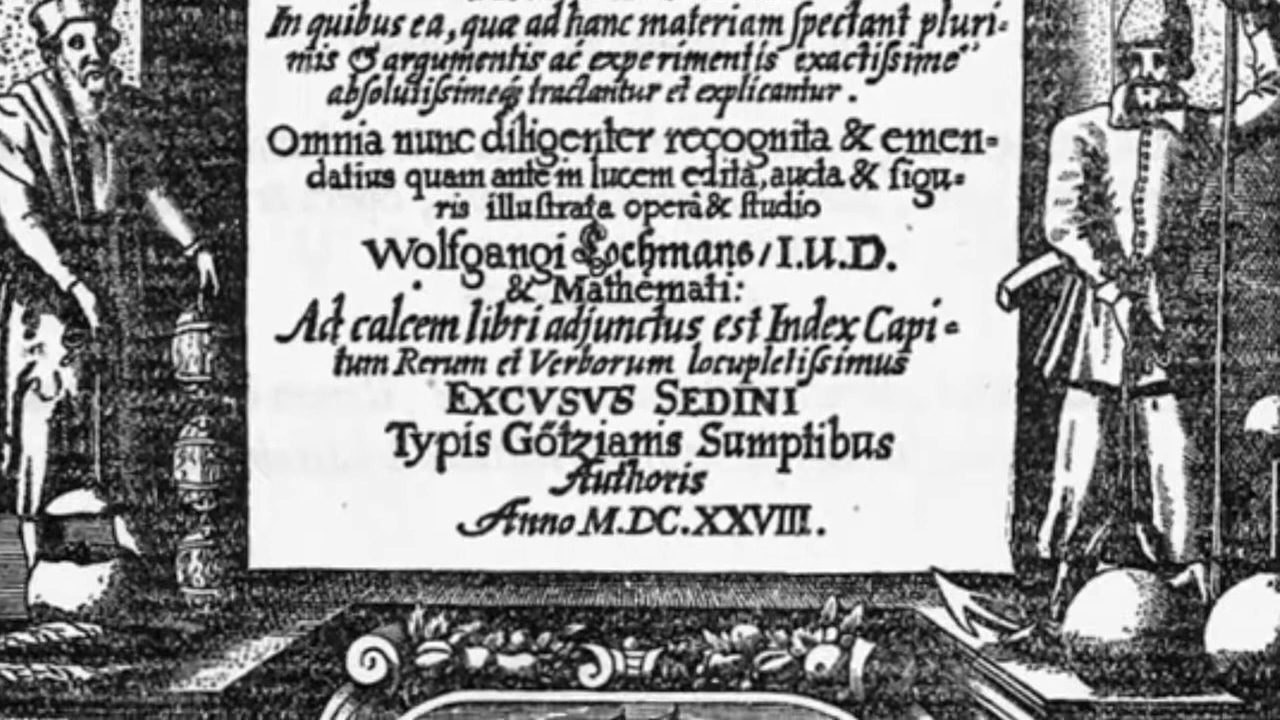 In quibus ea, quæ ad hanc materiam ſpectant pluri-
mis & argumentis ac experimentis exactiſsime
abſolutiſsimeq́; tractantur et explicantur.
Omnia nunc diligenter recognita & emen-
datius quam ante in lucem edita, aucta & figu-
ris illuſtrata operâ & ſtudio
Wolfgangi Lochmans / I.U.D.
& Mathemati:
Ad calcem libri adjunctus est Index Capi-
tum Rerum et Verborum locupletiſsimus
EXCVSVS SEDINI
Typis Gőtzianis Sumptibus
Authoris
Anno M.DC.XXVIII.